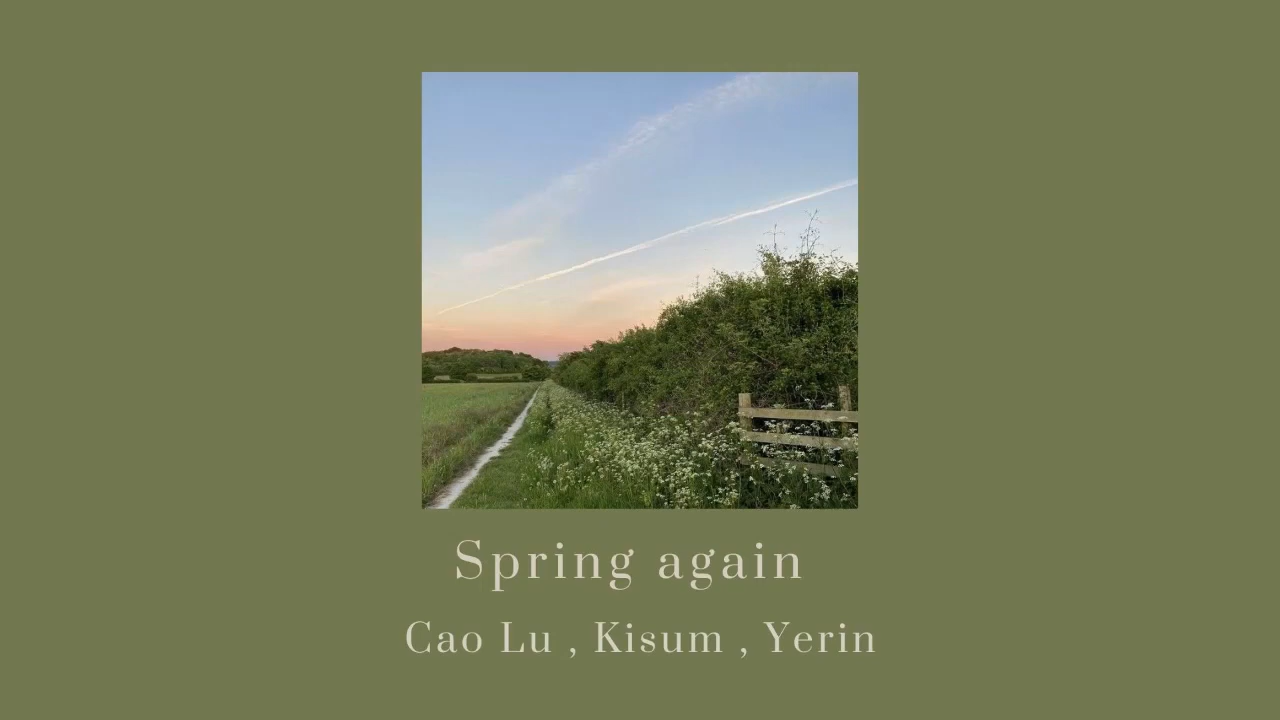 Spring again
Cao Lu , Kisum , Yerin